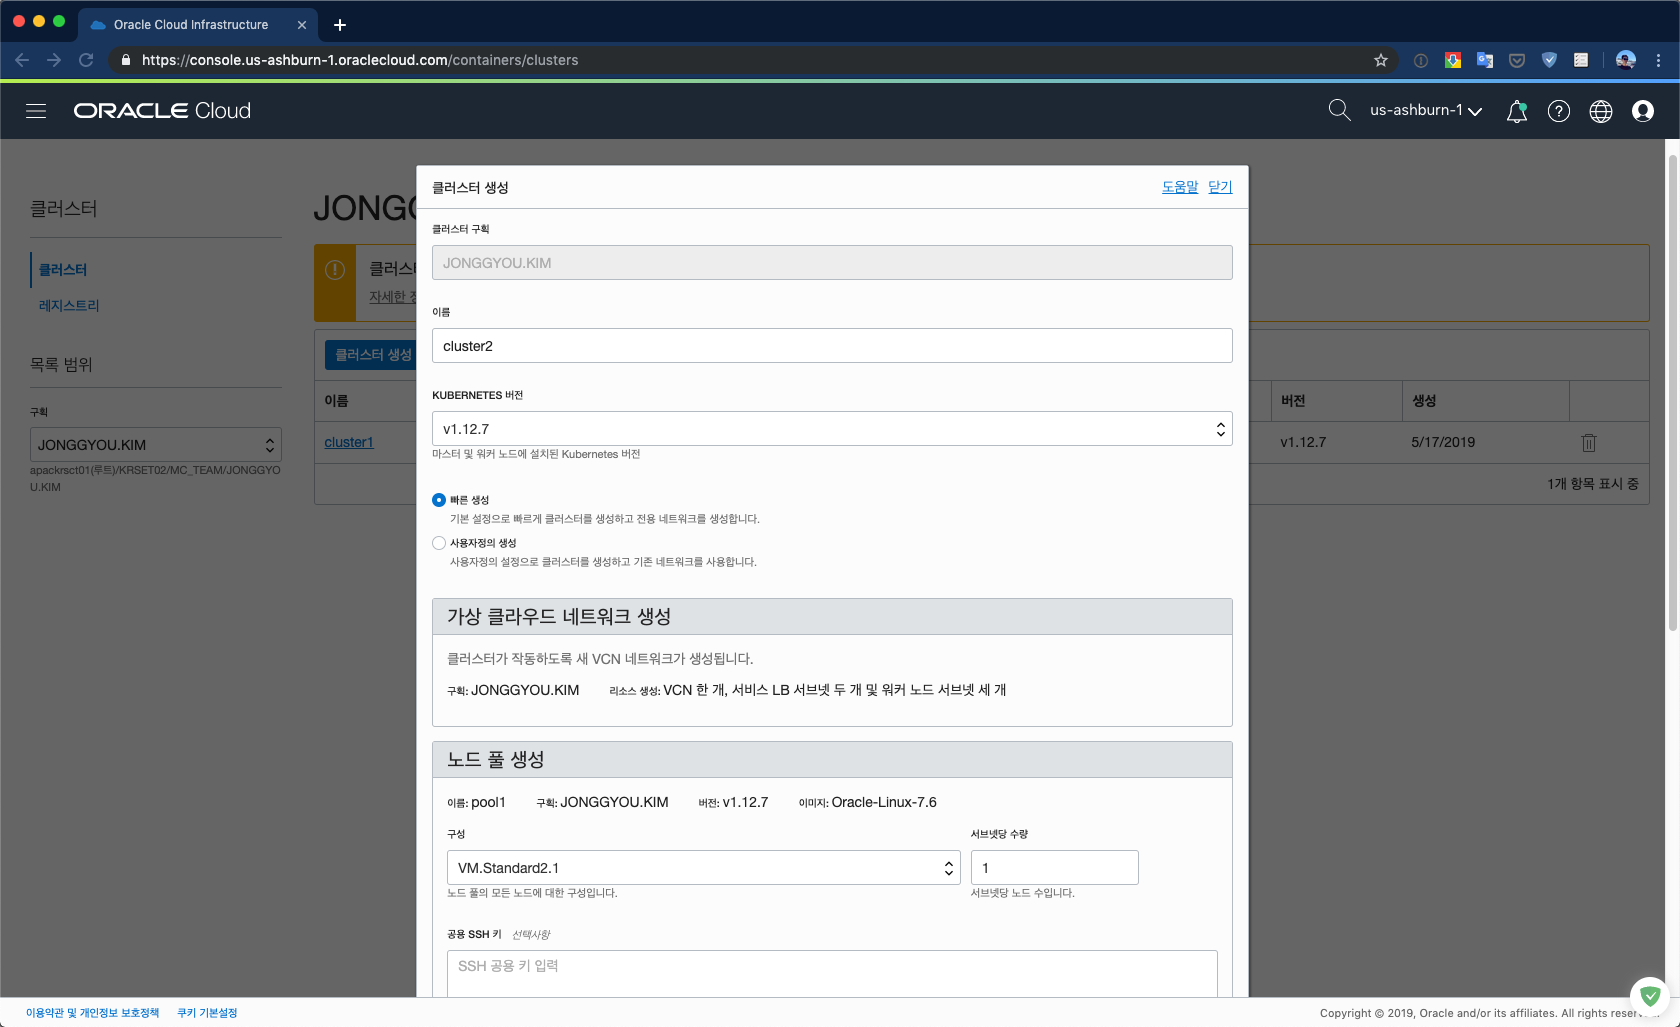 Oracle Cloud Infrastructure
https://console.us-ashburn-1.oraclecloud.com/containers/clusters
ORACLE Cloud
us-ashburn-1
클러스터
클러스터
레지스트리
목록 범위
구획
JONGGYOU.KIM
apackrsct01(루트)/KRSET02/MC_TEAM/JONGGYO
U.KIM
자세한
클러스터 생성
이름
버전
생성
cluster1
v1.12.7
5/17/2019
1개 항목 표시 중
클러스터 생성
도움말 닫기
클러스터 구획
JONGGYOU.KIM
이름
cluster2
KUBERNETES 버전
v1.12.7
마스터 및 워커 노드에 설치된 Kubernetes 버전
빠른 생성
기본 설정으로 빠르게 클러스터를 생성하고 전용 네트워크를 생성합니다.
사용자정의 생성
사용자정의 설정으로 클러스터를 생성하고 기존 네트워크를 사용합니다.
가상 클라우드 네트워크 생성
클러스터가 작동하도록 새 VCN 네트워크가 생성됩니다.
구획: JONGGYOU.KIM 리소스 생성: VCN 한 개, 서비스 LB 서브넷 두 개 및 워커 노드 서브넷 세 개
노드 풀 생성
이름: pool1 구획: JONGGYOU.KIM 버전: v1.12.7 이미지: Oracle-Linux-7.6
구성
서브넷당 수량
VM.Standard2.1
1
노드 풀의 모든 노드에 대한 구성입니다.
서브넷당 노드 수입니다.
공용 SSH 키 선택사항
SSH 공용 키 입력
이용약관 및 개인정보 보호정책 쿠키 기본설정
Copyright © 2019, Oracle and/or its affiliates. All rights